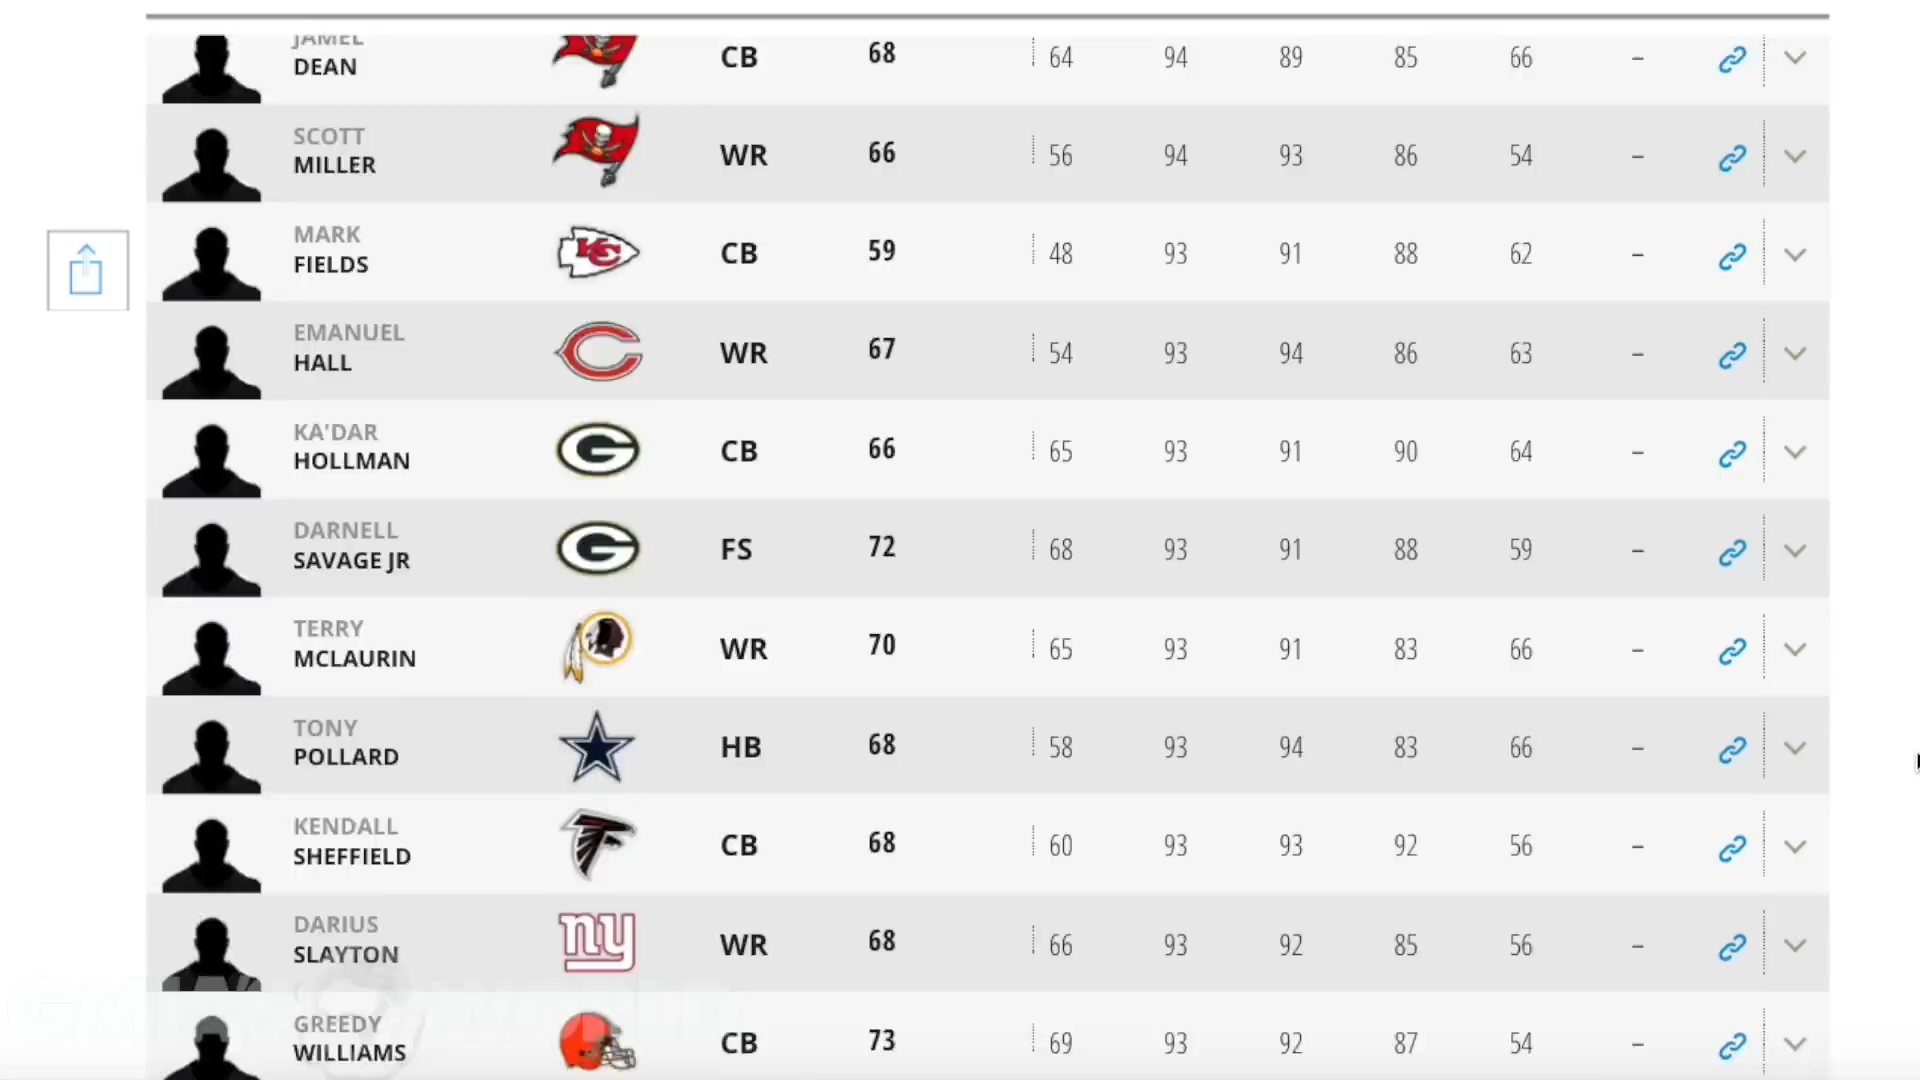 JAMEL
DEAN CB 68 64 94 89 85 66 –
SCOTT
MILLER WR 66 56 94 93 86 54 –
MARK
FIELDS KC CB 59 48 93 91 88 62 –
EMANUEL
HALL C WR 67 54 93 94 86 63 –
KA'DAR
HOLLMAN G CB 66 65 93 91 90 64 –
DARNELL
SAVAGE JR G FS 72 68 93 91 88 59 –
TERRY
MCLAURIN WR 70 65 93 91 83 66 –
TONY
POLLARD HB 68 58 93 94 83 66 –
KENDALL
SHEFFIELD CB 68 60 93 93 92 56 –
DARIUS
SLAYTON ny WR 68 66 93 92 85 56 –
GREEDY
WILLIAMS CB 73 69 93 92 87 54 –